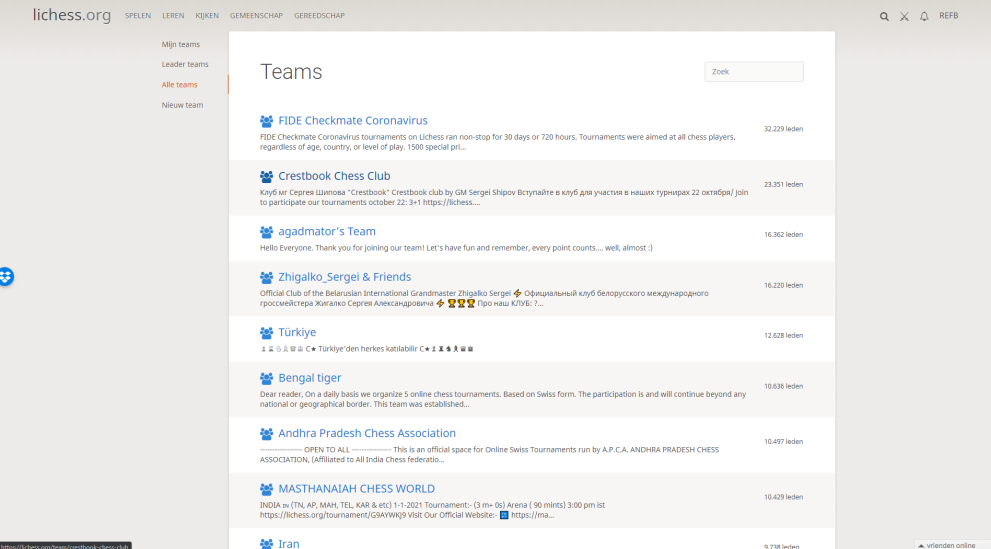 lichess.org SPELEN LEREN KIJKEN GEMEENSCHAP GEREEDSCHAP REFB
Mijn teams
Leader teams
Alle teams
Nieuw team
Teams
Zoek
FIDE Checkmate Coronavirus
32.229 leden
FIDE Checkmate Coronavirus tournaments on Lichess ran non-stop for 30 days or 720 hours. Tournaments were aimed at all chess players,
regardless of age, country, or level of play. 1500 special pri...
Crestbook Chess Club
23.351 leden
Клуб мг Сергея Шипова "Crestbook" Crestbook club by GM Sergei Shipov Вступайте в клуб для участия в наших турнирах 22 октября/ Join
to participate our tournaments october 22: 3+1 https://lichess....
agadmator's Team
16.362 leden
Hello Everyone. Thank you for joining our team! Let's have fun and remember, every point counts.... well, almost :)
Zhigalko_Sergei & Friends
16.220 leden
Official Club of the Belarusian International Grandmaster Zhigalko Sergei ⚡ Официальный клуб белорусского международного
гроссмейстера Жигалко Сергея Александровича ⚡ 🏆🏆🏆 Про наш КЛУБ: ?...
Türkiye
12.628 leden
♙ ♖ ♘ ♗ ♕ ♔ C★ Türkiye'den herkes katılabilir C★ ♟ ♜ ♞ ♝ ♛ ♚
Bengal tiger
10.636 leden
Dear reader, On a daily basis we organize 5 online chess tournaments. Based on Swiss form. The participation is and will continue beyond any
national or geographical border. This team was established...
Andhra Pradesh Chess Association
10.497 leden
---------------- OPEN TO ALL --------------- This is an official space for Online Swiss Tournaments run by A.P.C.A. ANDHRA PRADESH CHESS
ASSOCIATION, (Affiliated to All India Chess federatio...
MASTHANAIAH CHESS WORLD
10.429 leden
INDIA IN (TN, AP, MAH, TEL, KAR & etc) 1-1-2021 Tournament:- (3 m+ 0s) Arena ( 90 mints) 3:00 pm ist
https://lichess.org/tournament/G9AYWKJ9 Visit Our Official Website:- https://ma...
Iran
9.738 leden
https://lichess.org/team/crestbook-chess-club
vrienden online